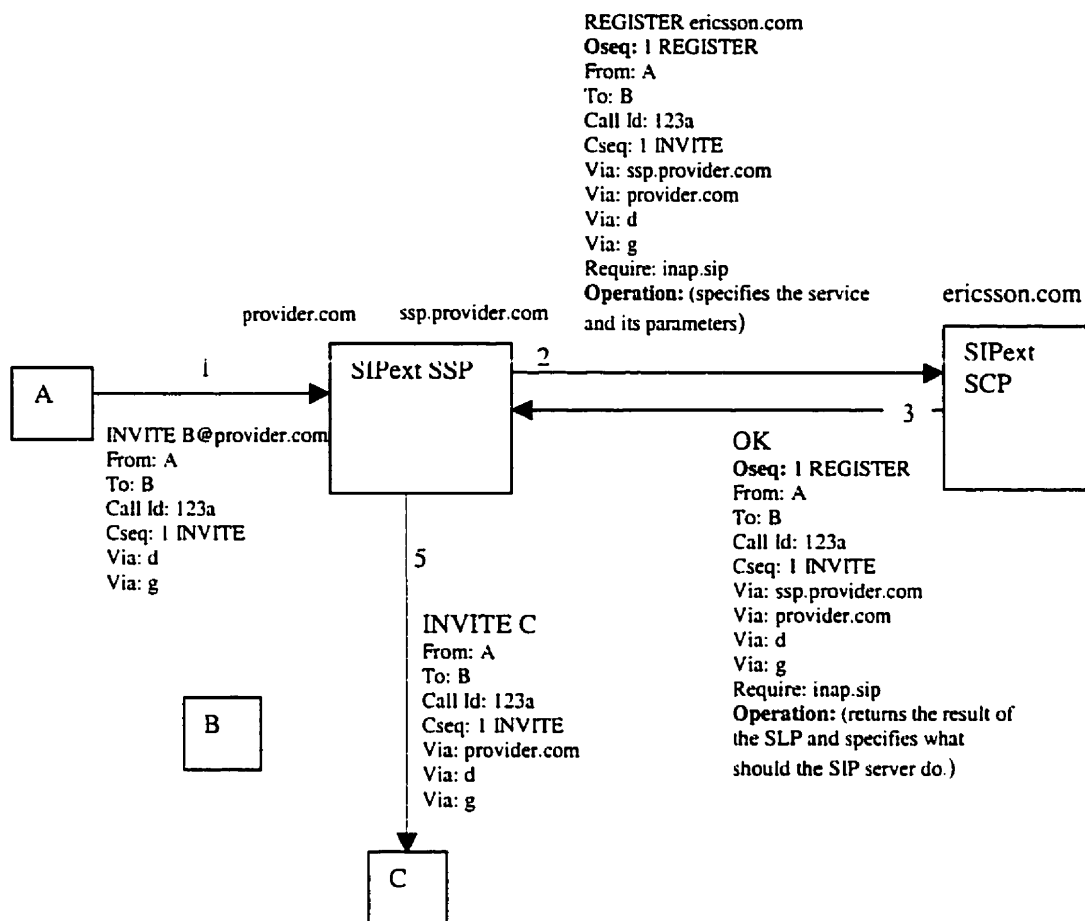 REGISTER ericsson.com
Oseq: 1 REGISTER
From: A
To: B
Call Id: 123a
Cseq: 1 INVITE
Via: ssp.provider.com
Via: provider.com
Via: d
Via: g
Require: inap.sip
Operation: (specifies the service
and its parameters)
provider.com
ssp.provider.com
ericsson.com
A
1
SIPext SSP
2
SIPext
SCP
3
INVITE B@provider.com
From: A
To: B
Call Id: 123a
Cseq: 1 INVITE
Via: d
Via: g
OK
Oseq: 1 REGISTER
From: A
To: B
Call Id: 123a
Cseq: 1 INVITE
Via: ssp.provider.com
Via: provider.com
Via: d
Via: g
Require: inap.sip
Operation: (returns the result of
the SLP and specifies what
should the SIP server do.)
5
INVITE C
From: A
To: B
Call Id: 123a
Cseq: 1 INVITE
Via: provider.com
Via: d
Via: g
B
C